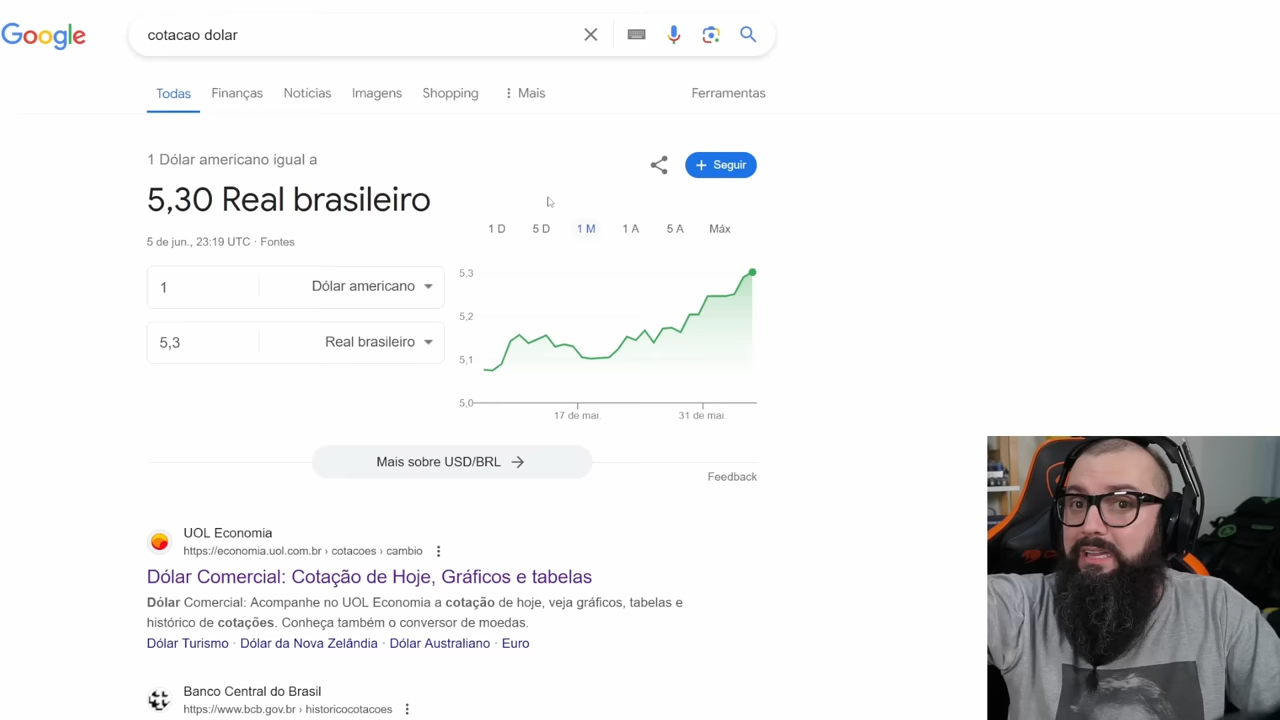 Google
cotacao dolar
Todas Finanças Notícias Imagens Shopping Mais Ferramentas
1 Dólar americano igual a
Seguir
5,30 Real brasileiro
1 D 5 D 1 M 1 A 5 A Máx
5 de jun., 23:19 UTC · Fontes
1 Dólar americano
5,3 Real brasileiro
5,3
5,2
5,1
5,0
17 de mai. 31 de mai.
Mais sobre USD/BRL
Feedback
UOL Economia
https://economia.uol.com.br › cotacoes › cambio
Dólar Comercial: Cotação de Hoje, Gráficos e tabelas
Dólar Comercial: Acompanhe no UOL Economia a cotação de hoje, veja gráficos, tabelas e
histórico de cotações. Conheça também o conversor de moedas.
Dólar Turismo · Dólar da Nova Zelândia · Dólar Australiano · Euro
Banco Central do Brasil
https://www.bcb.gov.br › historicocotacoes